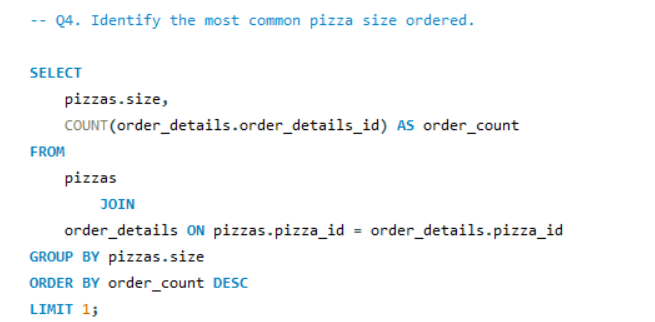 -- Q4. Identify the most common pizza size ordered.
SELECT
pizzas.size,
COUNT(order_details.order_details_id) AS order_count
FROM
pizzas
JOIN
order_details ON pizzas.pizza_id = order_details.pizza_id
GROUP BY pizzas.size
ORDER BY order_count DESC
LIMIT 1;